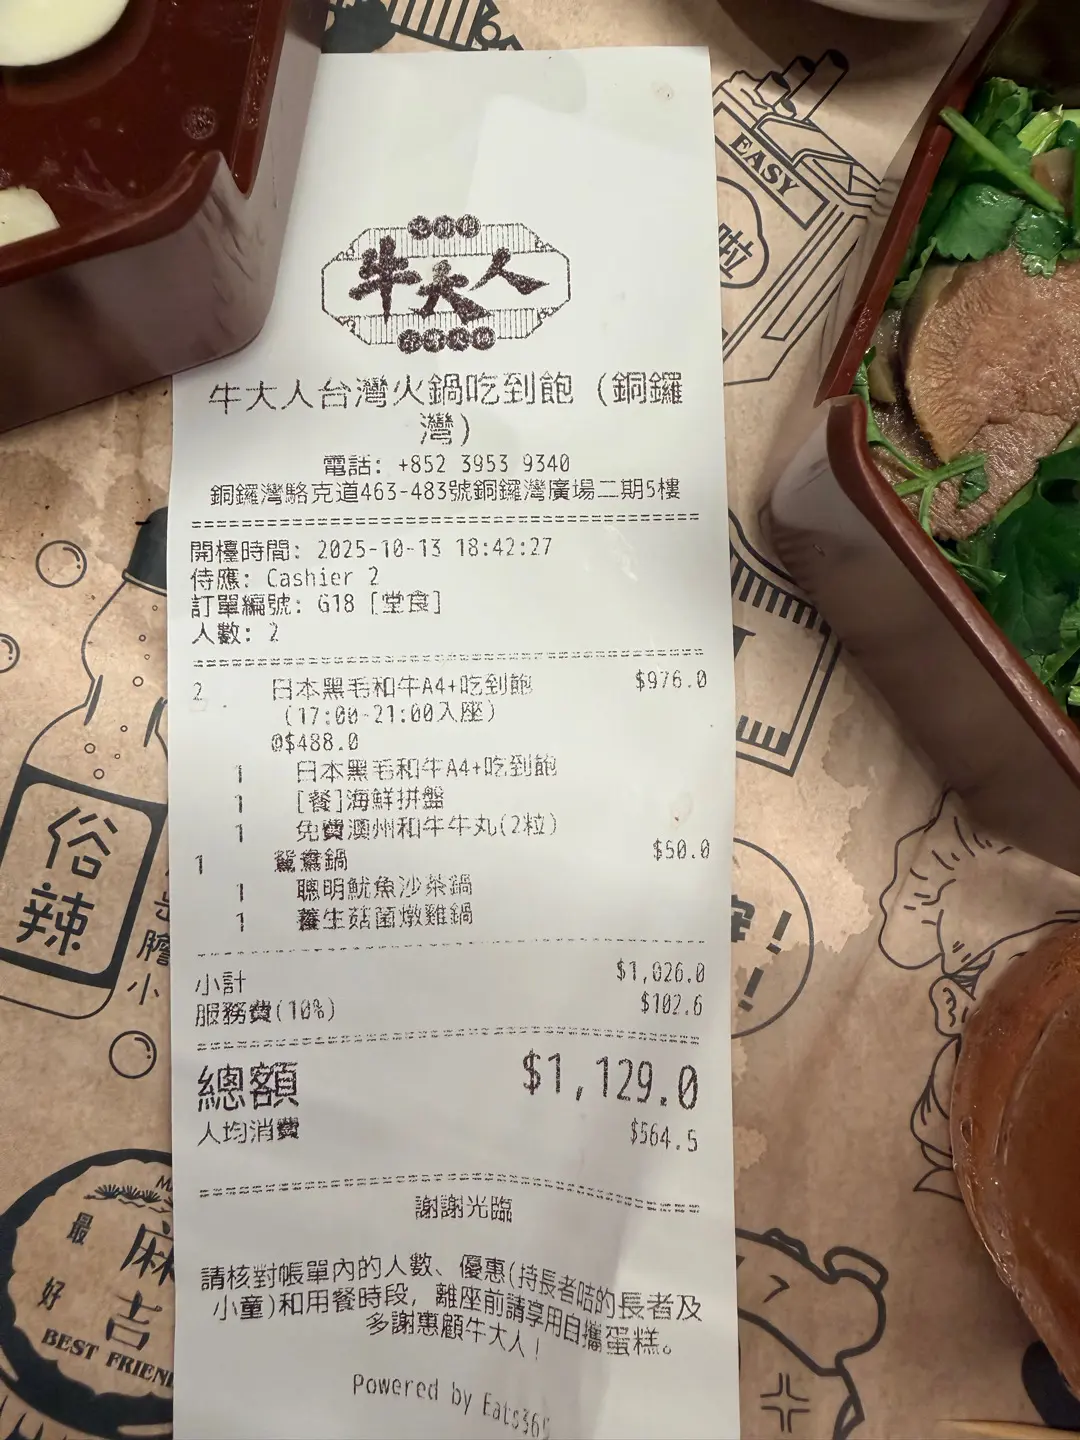 牛大人
牛大人台灣火鍋吃到飽 (銅鑼
灣)
電話: +852 3953 9340
銅鑼灣駱克道463-483號銅鑼灣廣場二期5樓
開檯時間: 2025-10-13 18:42:27
侍應: Cashier 2
訂單編號: G18 [堂食]
人數: 2
2 日本黑毛和牛A4+吃到飽 $976.0
(17:00-21:00入座)
@$488.0
1 日本黑毛和牛A4+吃到飽
1 [餐]海鮮拼盤
1 免費澳州和牛牛丸(2粒)
1 鴛鴦鍋 $50.0
1 聰明魷魚沙茶鍋
1 養生菇菌燉雞鍋
小計 $1,026.0
服務費(10%) $102.6
總額 $1,129.0
人均消費 $564.5
謝謝光臨
請核對帳單內的人數、優惠(持長者咭的長者及
小童)和用餐時段, 離座前請享用自攜蛋糕。
多謝惠顧牛大人!
Powered by Eats365
EASY
啦
俗
辣
膽
小
最
好
麻
吉
BEST FRIEN